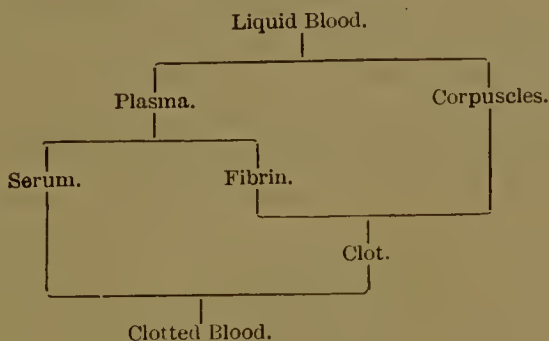 Liquid Blood.
Plasma. Corpuscles.
Serum. Fibrin.
Clot.
Clotted Blood.